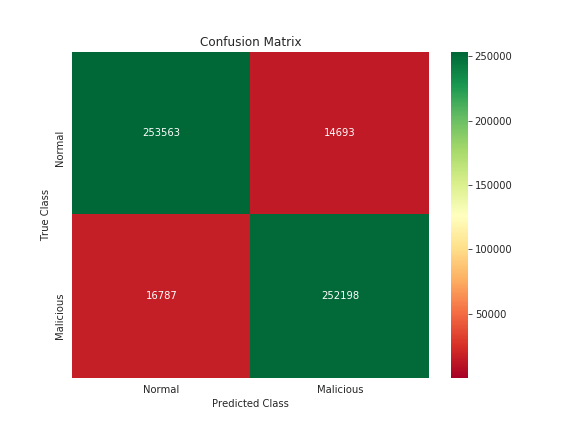 Confusion Matrix
True Class
Normal
Malicious
253563
14693
16787
252198
Normal
Malicious
Predicted Class
250000
200000
150000
100000
50000